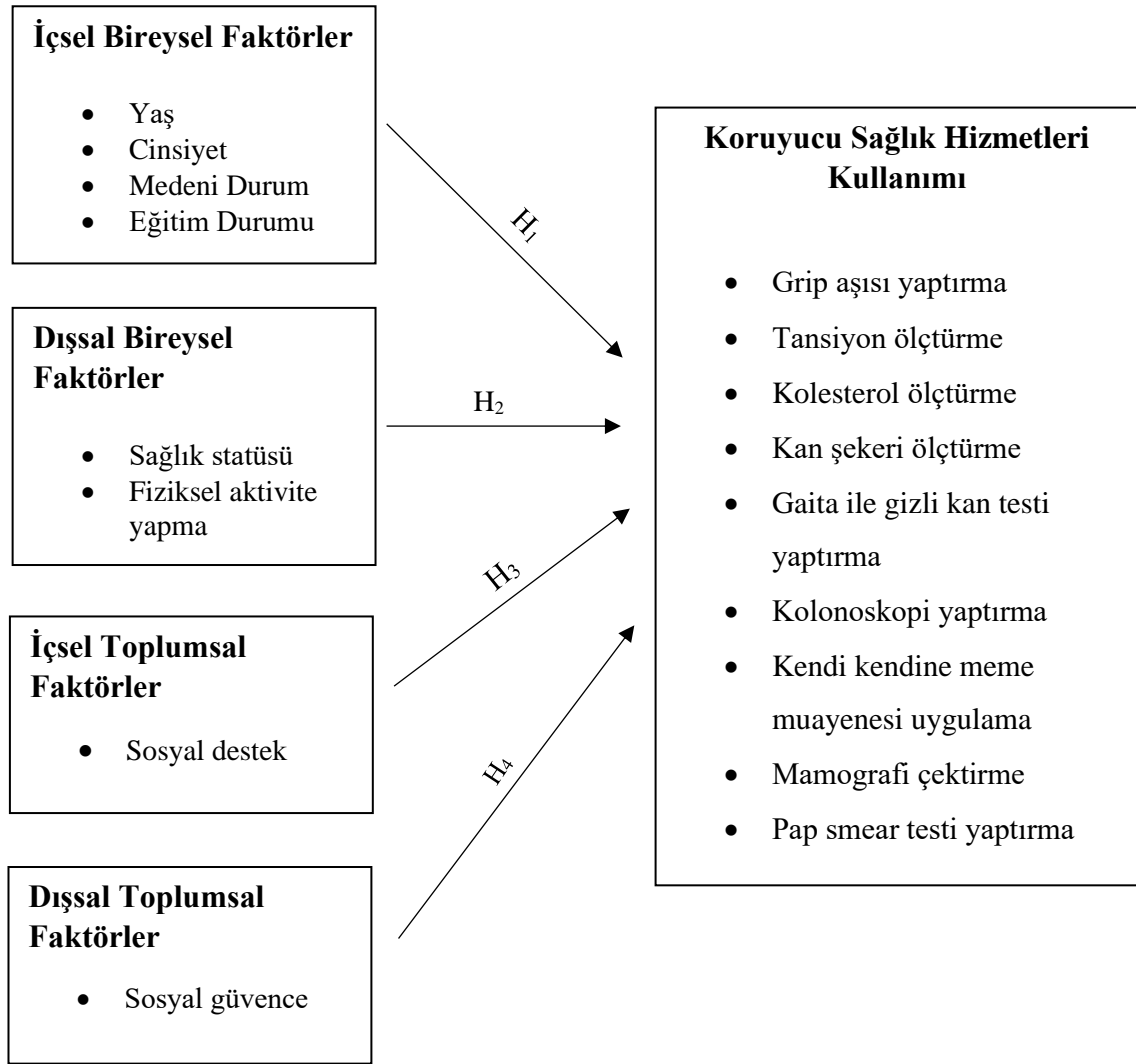 İçsel Bireysel Faktörler
• Yaş
• Cinsiyet
• Medeni Durum
• Eğitim Durumu
Dışsal Bireysel
Faktörler
• Sağlık statüsü
• Fiziksel aktivite
yapma
İçsel Toplumsal
Faktörler
• Sosyal destek
Dışsal Toplumsal
Faktörler
• Sosyal güvence
H₁
H₂
H₃
H₄
Koruyucu Sağlık Hizmetleri
Kullanımı
• Grip aşısı yaptırma
• Tansiyon ölçtürme
• Kolesterol ölçtürme
• Kan şekeri ölçtürme
• Gaita ile gizli kan testi
yaptırma
• Kolonoskopi yaptırma
• Kendi kendine meme
muayenesi uygulama
• Mamografi çektirme
• Pap smear testi yaptırma